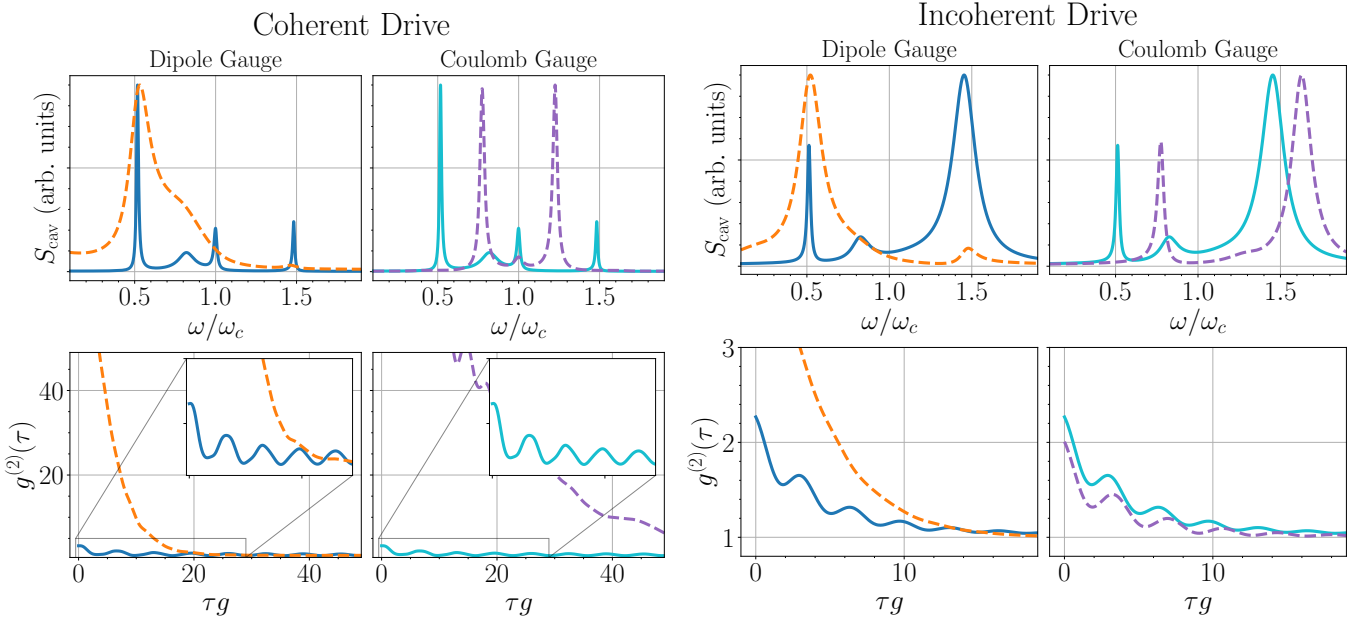 Coherent Drive
Dipole Gauge
Coulomb Gauge
S_cav (arb. units)
0.5
1.0
1.5
0.5
1.0
1.5
ω/ω_c
ω/ω_c
g^(2)(τ)
40
20
0
20
40
0
20
40
τg
τg
Incoherent Drive
Dipole Gauge
Coulomb Gauge
S_cav (arb. units)
0.5
1.0
1.5
0.5
1.0
1.5
ω/ω_c
ω/ω_c
g^(2)(τ)
3
2
1
0
10
0
10
τg
τg